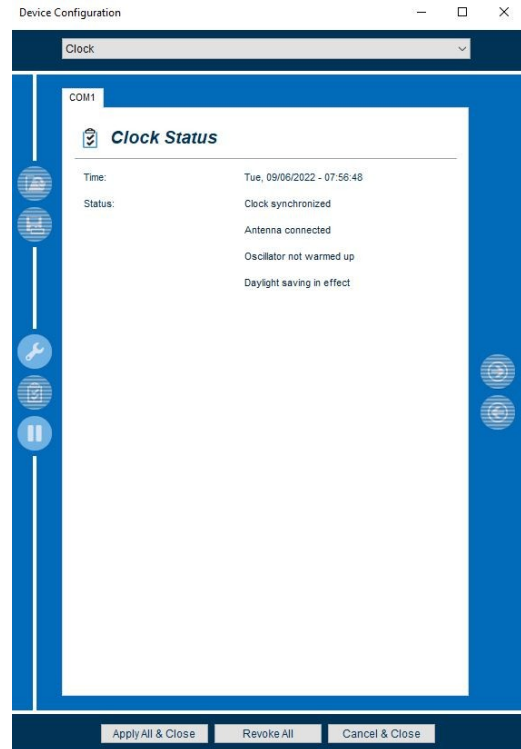 Device Configuration
Clock
COM1
Clock Status
Time: Tue, 09/06/2022 - 07:56:48
Status: Clock synchronized
Antenna connected
Oscillator not warmed up
Daylight saving in effect
Apply All & Close Revoke All Cancel & Close